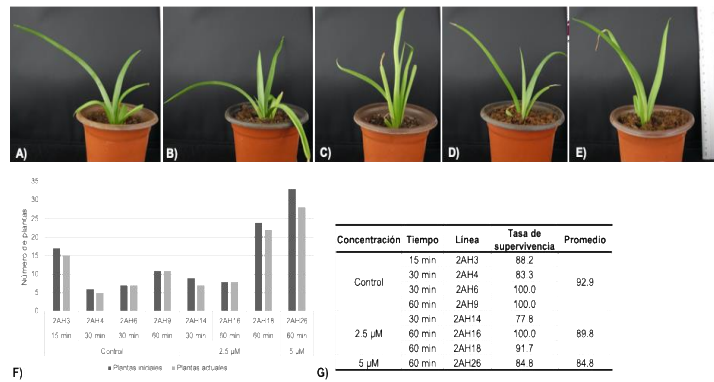 A) B) C) D) E)
35
30
25
20
15
10
5
0
Número de plantas
2AH3 2AH4 2AH6 2AH9 2AH14 2AH16 2AH18 2AH26
15 min 30 min 30 min 60 min 30 min 60 min 60 min 60 min
Control 2.5 µM 5 µM
Plantas iniciales Plantas actuales
F)
G)
Concentración Tiempo Línea Tasa de supervivencia Promedio
15 min 2AH3 88.2
30 min 2AH4 83.3
Control 92.9
30 min 2AH6 100.0
60 min 2AH9 100.0
30 min 2AH14 77.8
2.5 µM 60 min 2AH16 100.0 89.8
60 min 2AH18 91.7
5 µM 60 min 2AH26 84.8 84.8